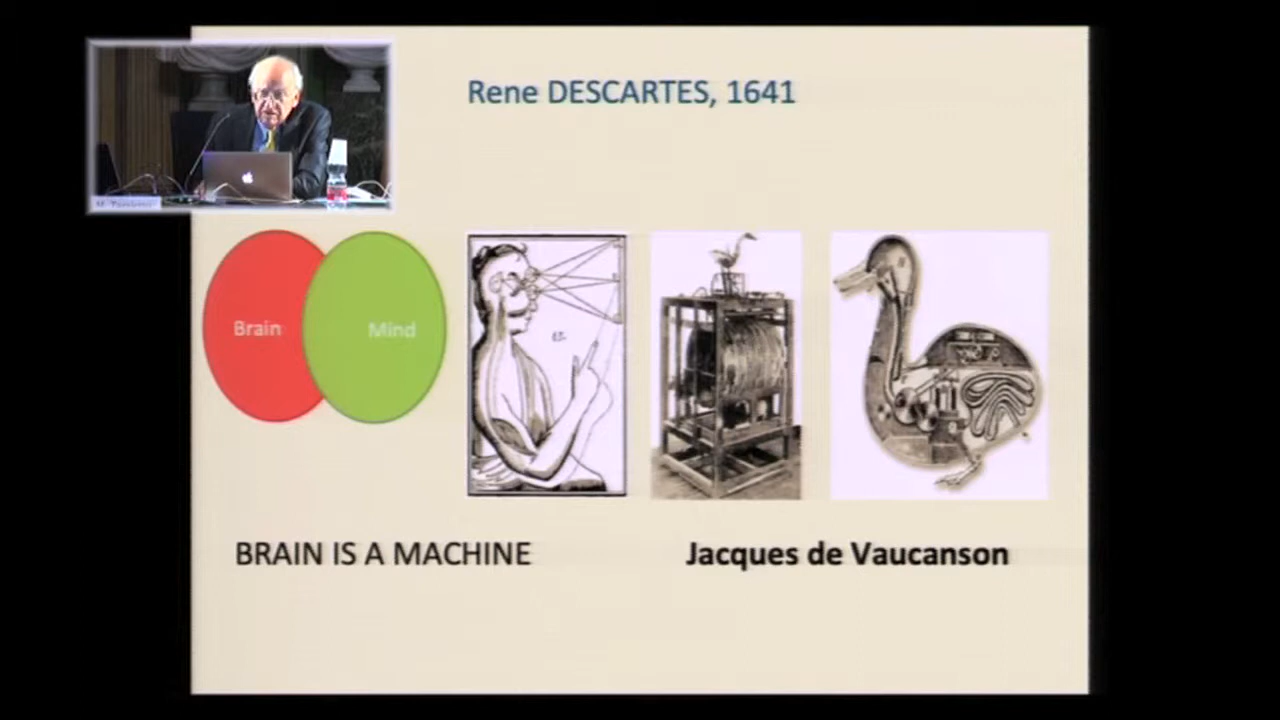 Rene DESCARTES, 1641
Brain
Mind
BRAIN IS A MACHINE
Jacques de Vaucanson